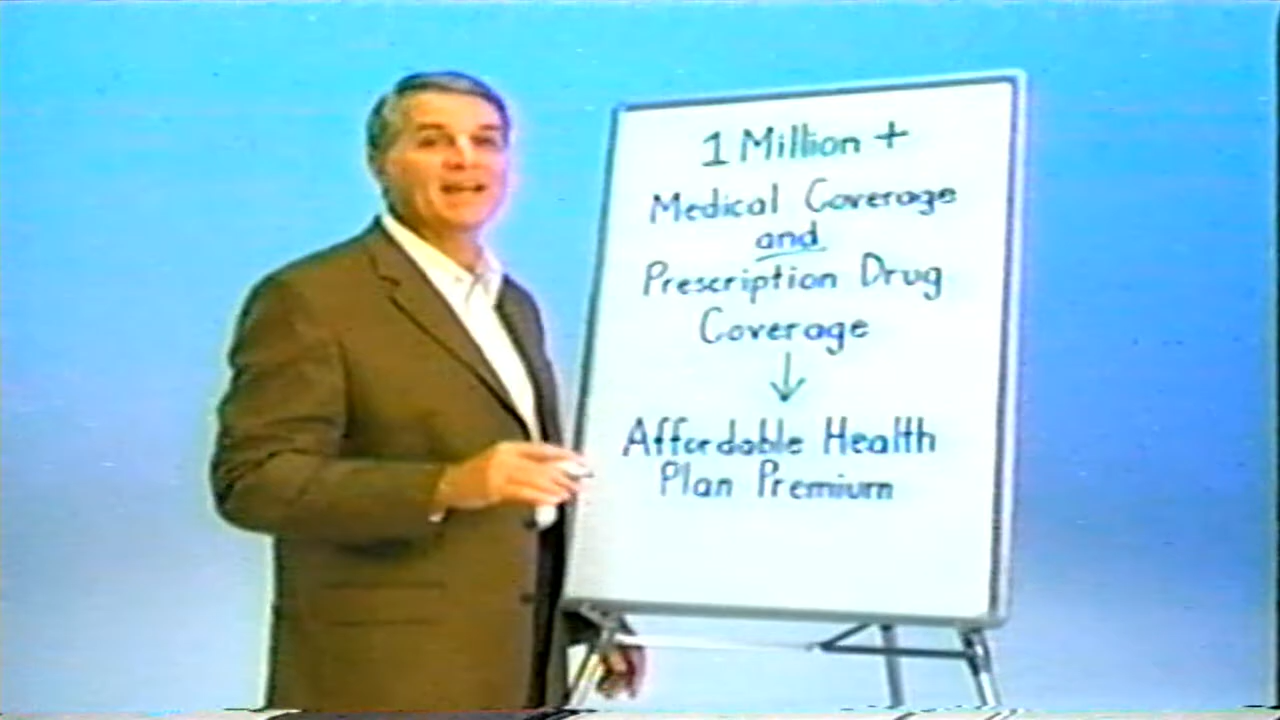 1 Million +
Medical Coverage
and
Prescription Drug
Coverage
↓
Affordable Health
Plan Premium